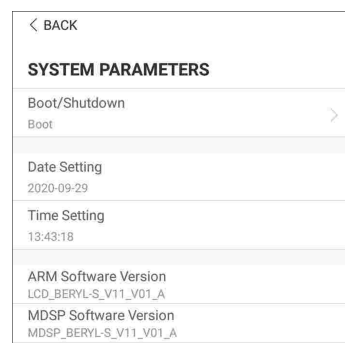 BACK
SYSTEM PARAMETERS
Boot/Shutdown
Boot
Date Setting
2020-09-29
Time Setting
13:43:18
ARM Software Version
LCD_BERYL-S_V11_V01_A
MDSP Software Version
MDSP_BERYL-S_V11_V01_A